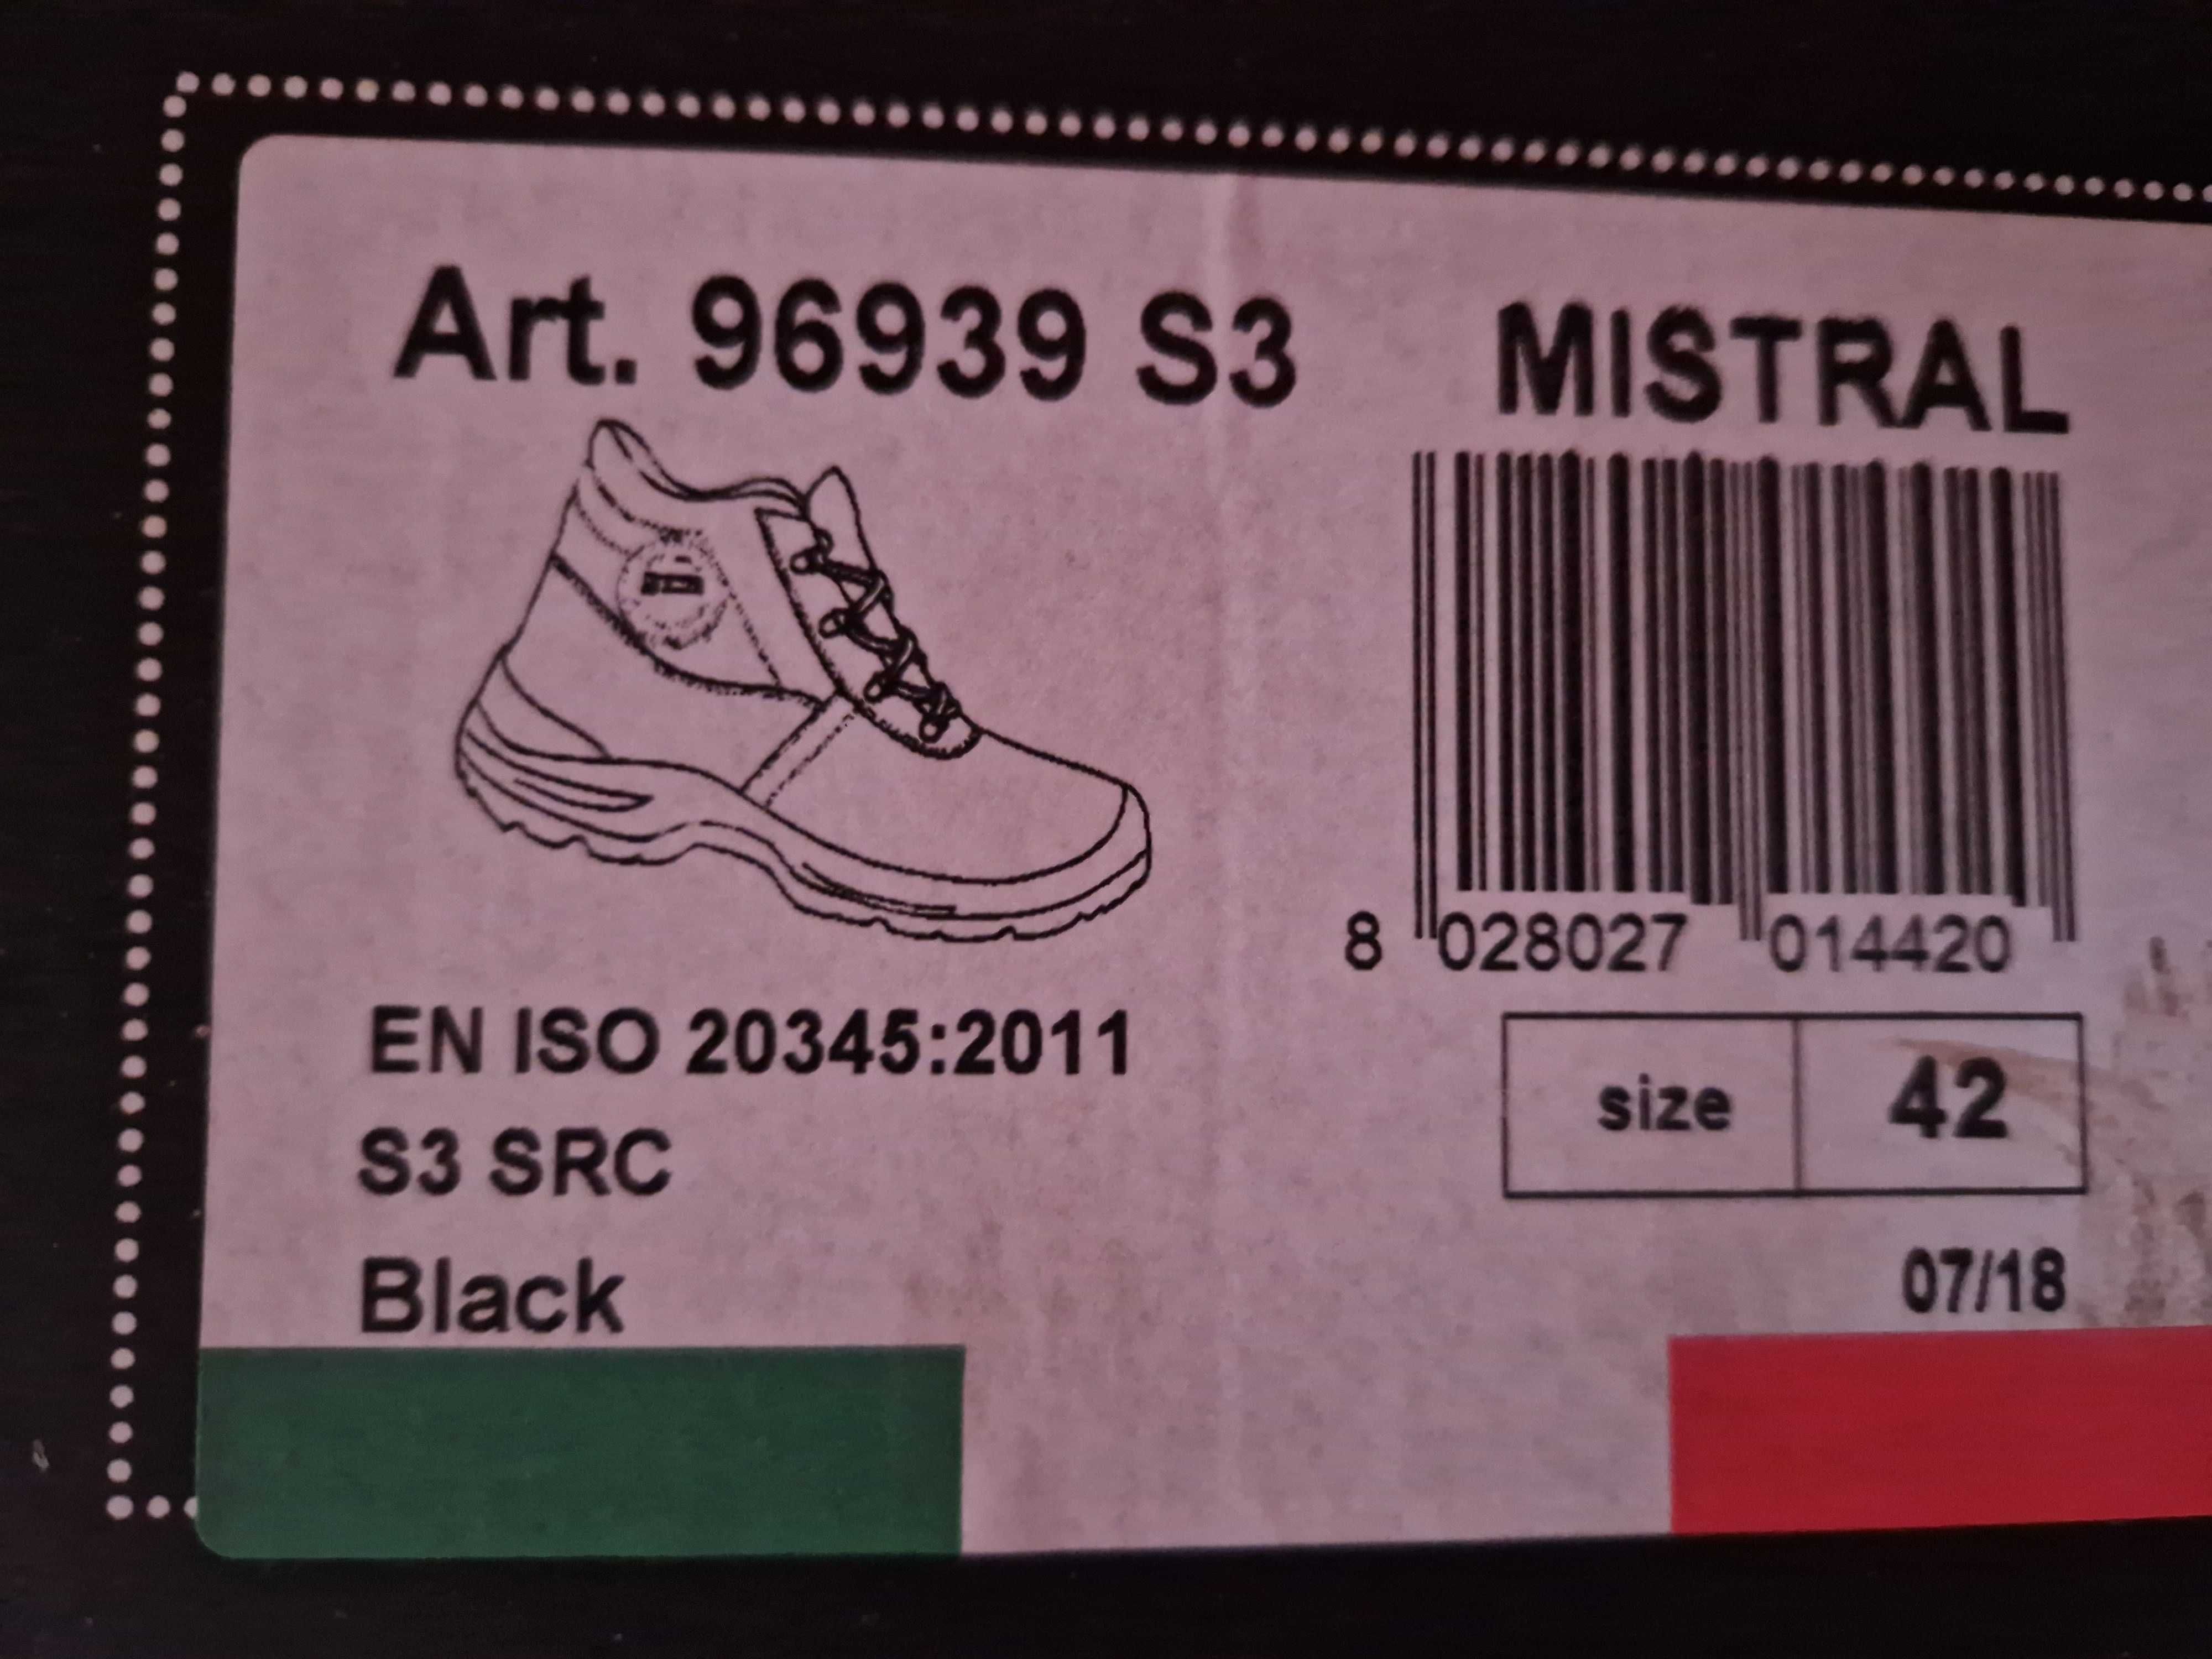 Art. 96939 S3
MISTRAL
8 028027 014420
EN ISO 20345:2011
S3 SRC
Black
size 42
07/18